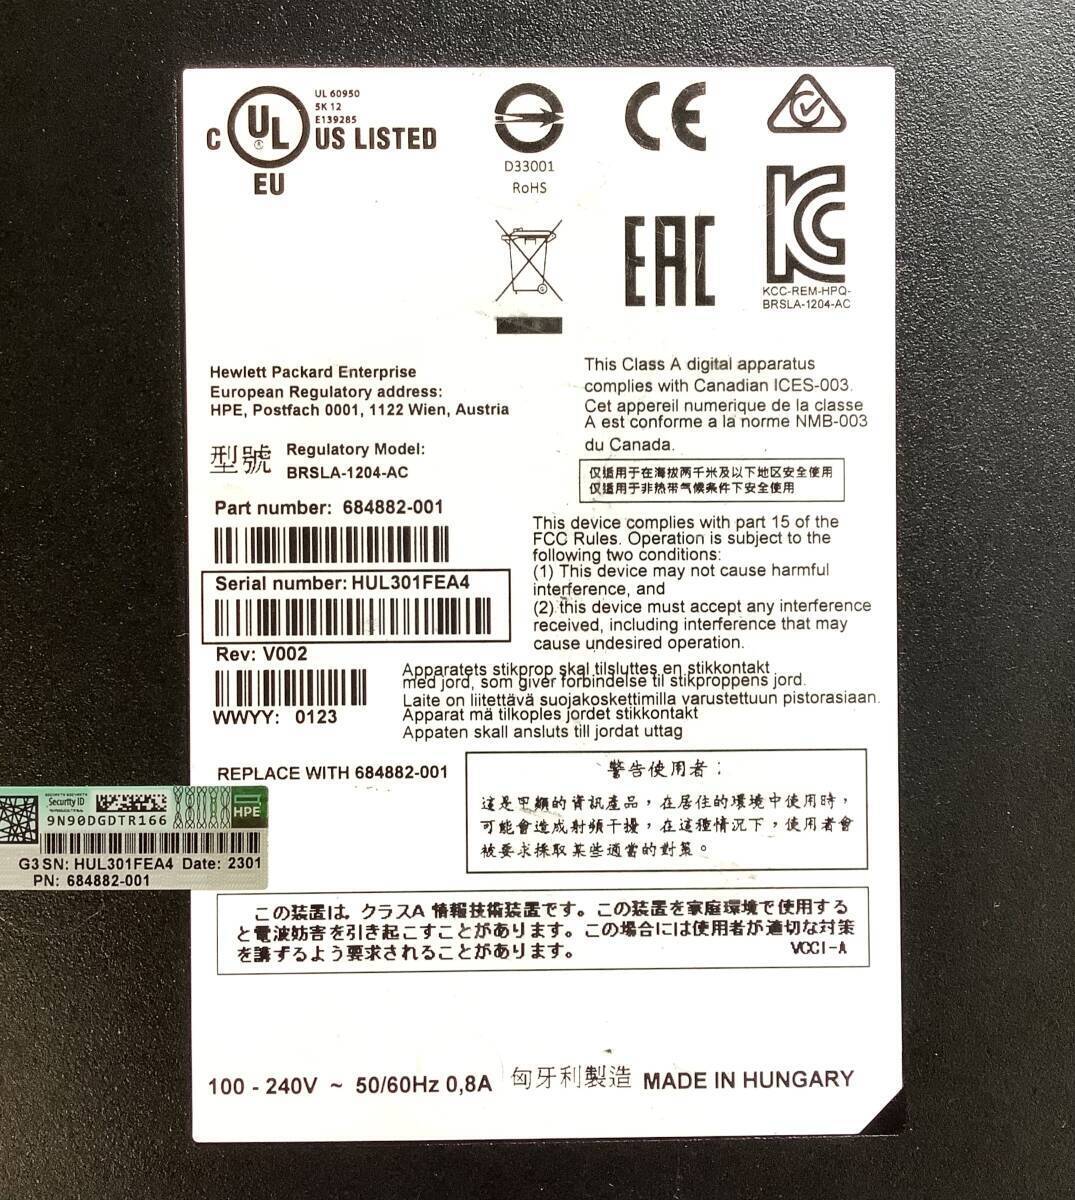 UL 60950
5K 12
E139285
C UL US LISTED
EU
D33001
RoHS
CE
EAC
KC
KCC-REM-HPQ-
BRSLA-1204-AC
Hewlett Packard Enterprise
European Regulatory address:
HPE, Postfach 0001, 1122 Wien, Austria
型號 Regulatory Model:
BRSLA-1204-AC
Part number: 684882-001
Serial number: HUL301FEA4
Rev: V002
WWYY: 0123
This Class A digital apparatus
complies with Canadian ICES-003.
Cet appereil numerique de la classe
A est conforme a la norme NMB-003
du Canada.
仅适用于在海拔两千米及以下地区安全使用
仅适用于非热带气候条件下安全使用
This device complies with part 15 of the
FCC Rules. Operation is subject to the
following two conditions:
(1) This device may not cause harmful
interference, and
(2) this device must accept any interference
received, including interference that may
cause undesired operation.
Apparatets stikprop skal tilsluttes en stikkontakt
med jord, som giver forbindelse til stikproppens jord.
Laite on liitettävä suojakoskettimilla varustettuun pistorasiaan.
Apparat mä tilkoples jordet stikkontakt
Appaten skall ansluts till jordat uttag
REPLACE WITH 684882-001
警告使用者：
這是甲類的資訊產品，在居住的環境中使用時，
可能會造成射頻干擾，在這種情況下，使用者會
被要求採取某些適當的對策。
Security ID
9N90DGDTR166
HPE
G3 SN: HUL301FEA4 Date: 2301
PN: 684882-001
この装置は、クラスA 情報技術装置です。この装置を家庭環境で使用する
と電波妨害を引き起こすことがあります。この場合には使用者が適切な対策
を講ずるよう要求されることがあります。
VCCI-A
100 - 240V ~ 50/60Hz 0,8A 匈牙利製造 MADE IN HUNGARY